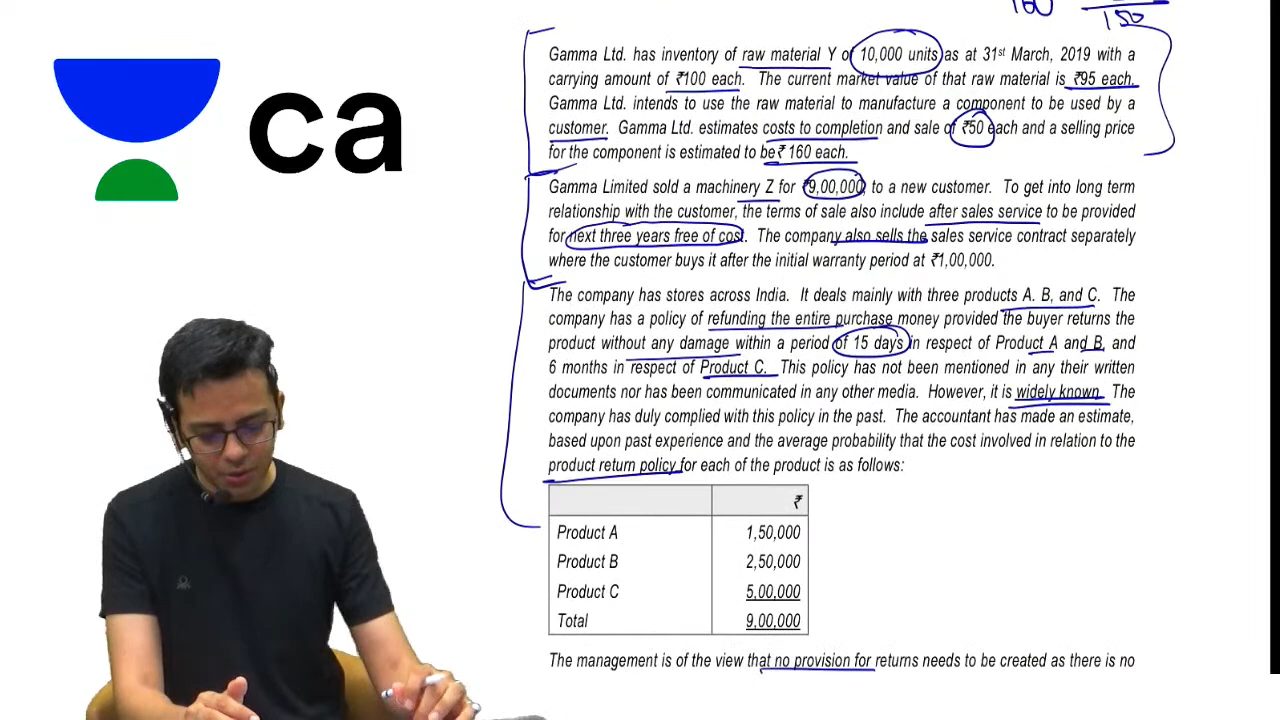 160
150
ca
Gamma Ltd. has inventory of raw material Y of 10,000 units as at 31st March, 2019 with a
carrying amount of ₹100 each. The current market value of that raw material is ₹95 each.
Gamma Ltd. intends to use the raw material to manufacture a component to be used by a
customer. Gamma Ltd. estimates costs to completion and sale of ₹50 each and a selling price
for the component is estimated to be ₹ 160 each.
Gamma Limited sold a machinery Z for ₹9,00,000, to a new customer. To get into long term
relationship with the customer, the terms of sale also include after sales service to be provided
for next three years free of cost. The company also sells the sales service contract separately
where the customer buys it after the initial warranty period at ₹1,00,000.
The company has stores across India. It deals mainly with three products A. B, and C. The
company has a policy of refunding the entire purchase money provided the buyer returns the
product without any damage within a period of 15 days in respect of Product A and B, and
6 months in respect of Product C. This policy has not been mentioned in any their written
documents nor has been communicated in any other media. However, it is widely known. The
company has duly complied with this policy in the past. The accountant has made an estimate,
based upon past experience and the average probability that the cost involved in relation to the
product return policy for each of the product is as follows:
₹
Product A 1,50,000
Product B 2,50,000
Product C 5,00,000
Total 9,00,000
The management is of the view that no provision for returns needs to be created as there is no